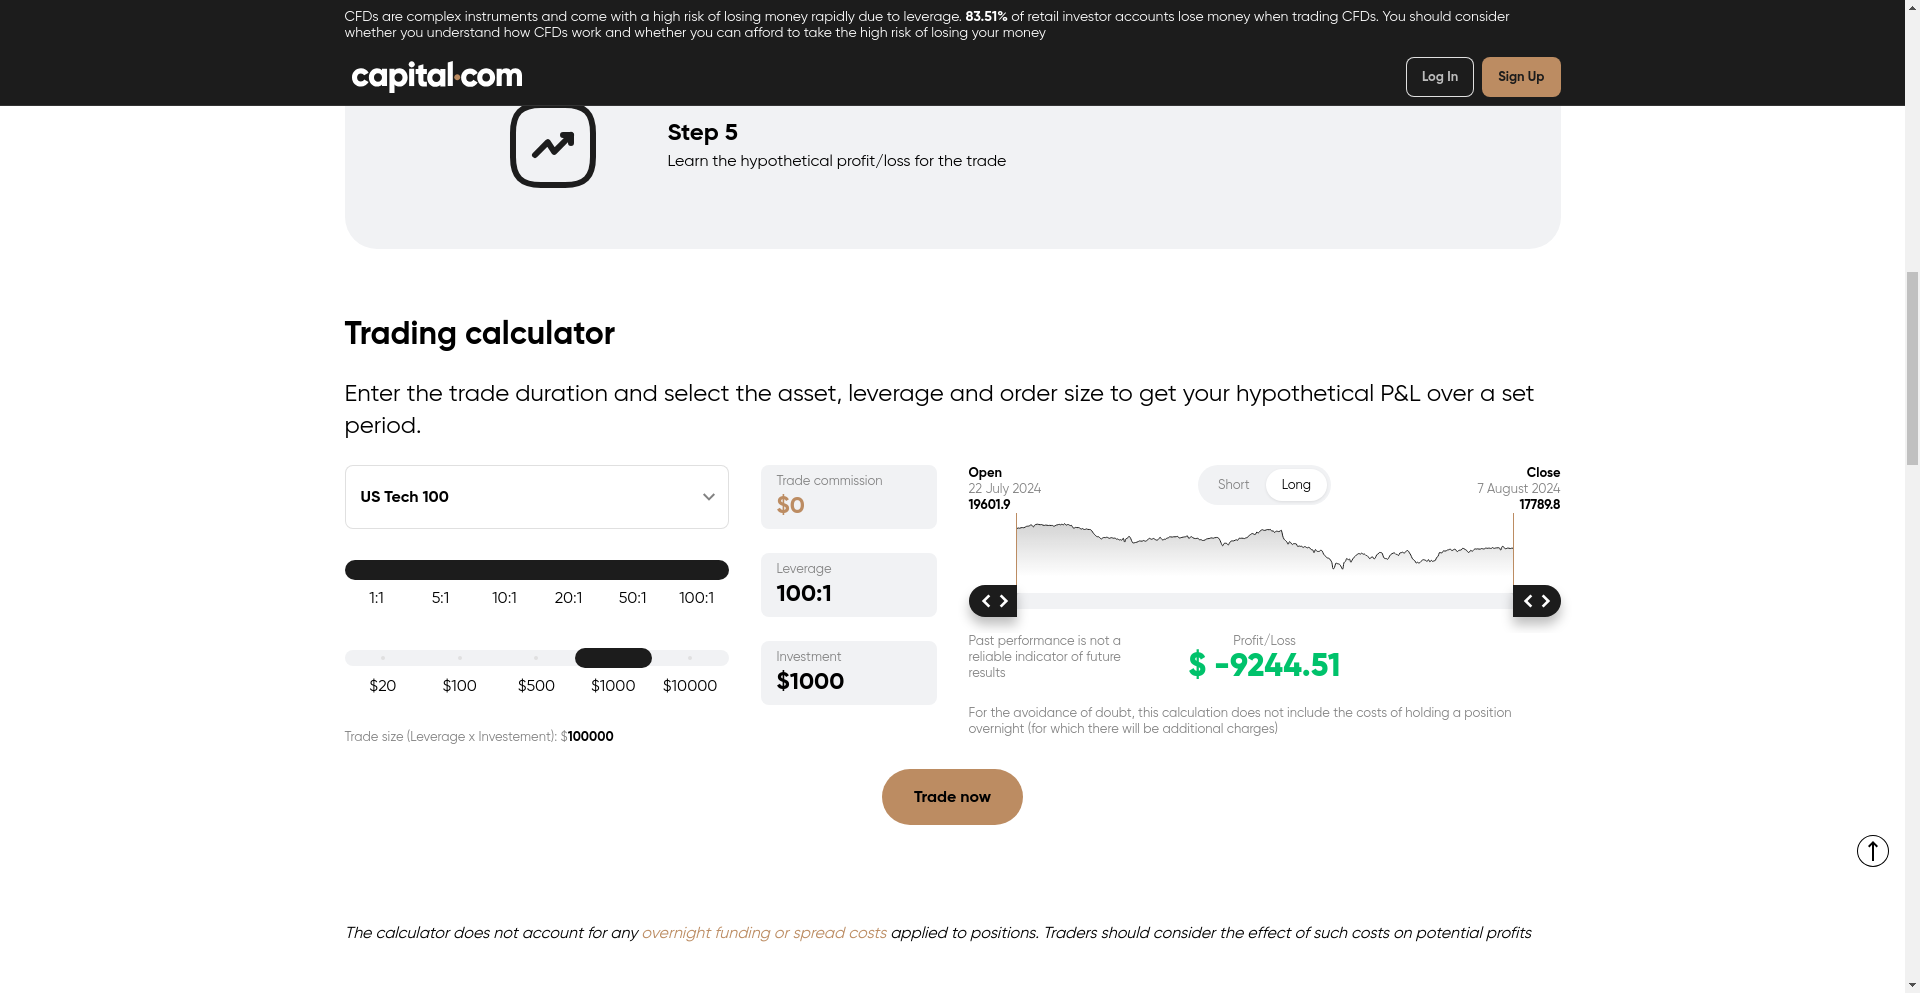 CFDs are complex instruments and come with a high risk of losing money rapidly due to leverage. 83.51% of retail investor accounts lose money when trading CFDs. You should consider
whether you understand how CFDs work and whether you can afford to take the high risk of losing your money
capital.com
Log In
Sign Up
Step 5
Learn the hypothetical profit/loss for the trade
Trading calculator
Enter the trade duration and select the asset, leverage and order size to get your hypothetical P&L over a set
period.
US Tech 100
1:1 5:1 10:1 20:1 50:1 100:1
$20 $100 $500 $1000 $10000
Trade size (Leverage x Investement): $100000
Trade commission
$0
Leverage
100:1
Investment
$1000
Open
22 July 2024
19601.9
Short Long
Close
7 August 2024
17789.8
Past performance is not a
reliable indicator of future
results
Profit/Loss
$ -9244.51
For the avoidance of doubt, this calculation does not include the costs of holding a position
overnight (for which there will be additional charges)
Trade now
The calculator does not account for any overnight funding or spread costs applied to positions. Traders should consider the effect of such costs on potential profits